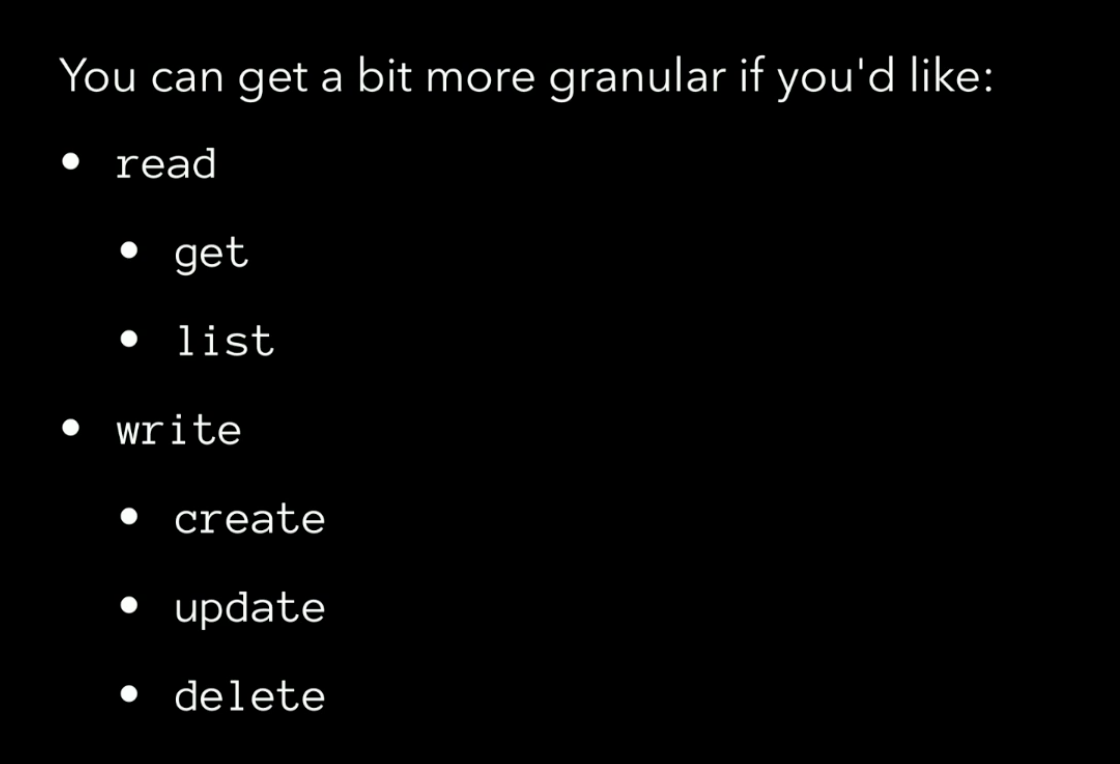 You can get a bit more granular if you'd like:
• read
• get
• list
• write
• create
• update
• delete